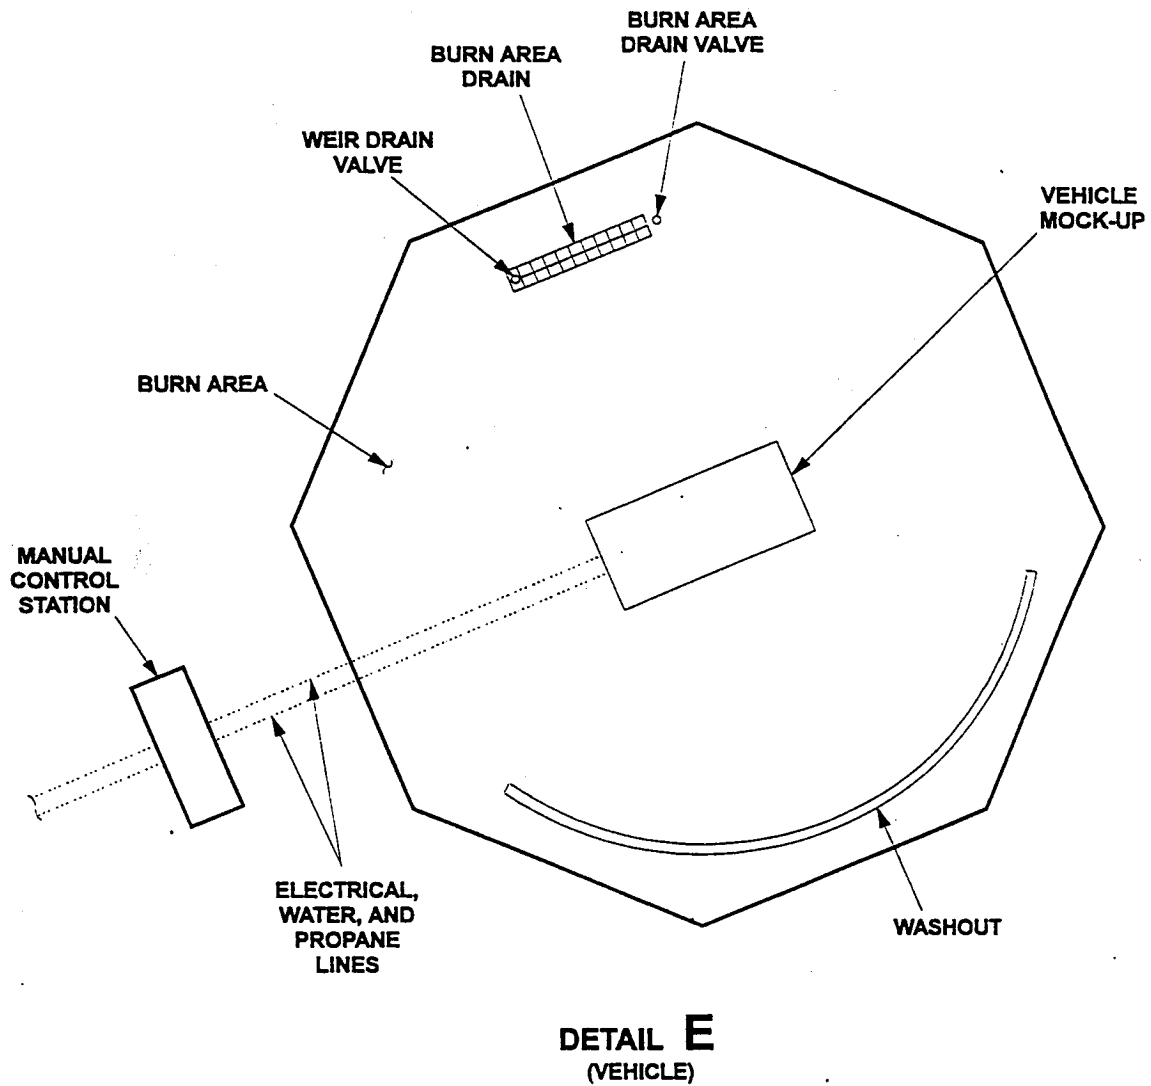 BURN AREA
DRAIN VALVE
BURN AREA
DRAIN
WEIR DRAIN
VALVE
VEHICLE
MOCK-UP
BURN AREA
MANUAL
CONTROL
STATION
ELECTRICAL,
WATER, AND
PROPANE
LINES
WASHOUT
DETAIL E
(VEHICLE)